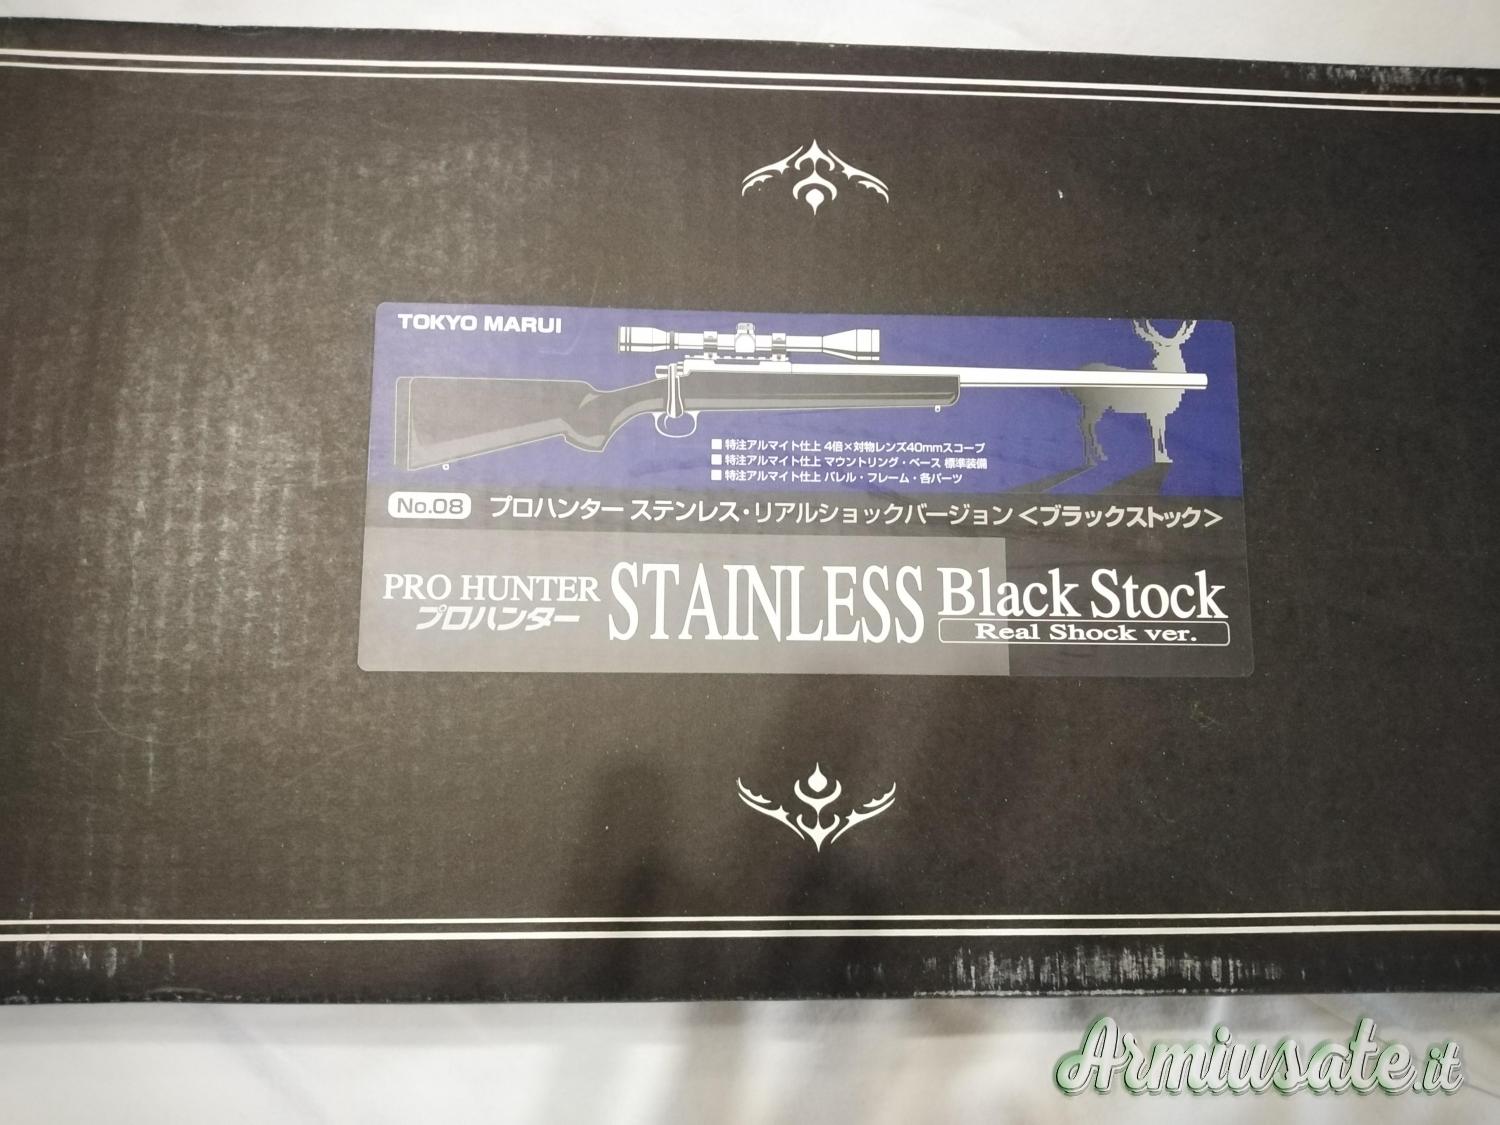 TOKYO MARUI
■ 特注アルマイト仕上 4倍×対物レンズ40mmスコープ
■ 特注アルマイト仕上 マウントリング・ベース 標準装備
■ 特注アルマイト仕上 バレル・フレーム・各パーツ
No.08 プロハンター ステンレス・リアルショックバージョン <ブラックストック>
PRO HUNTER STAINLESS Black Stock
プロハンター Real Shock ver.
Armiusate.it